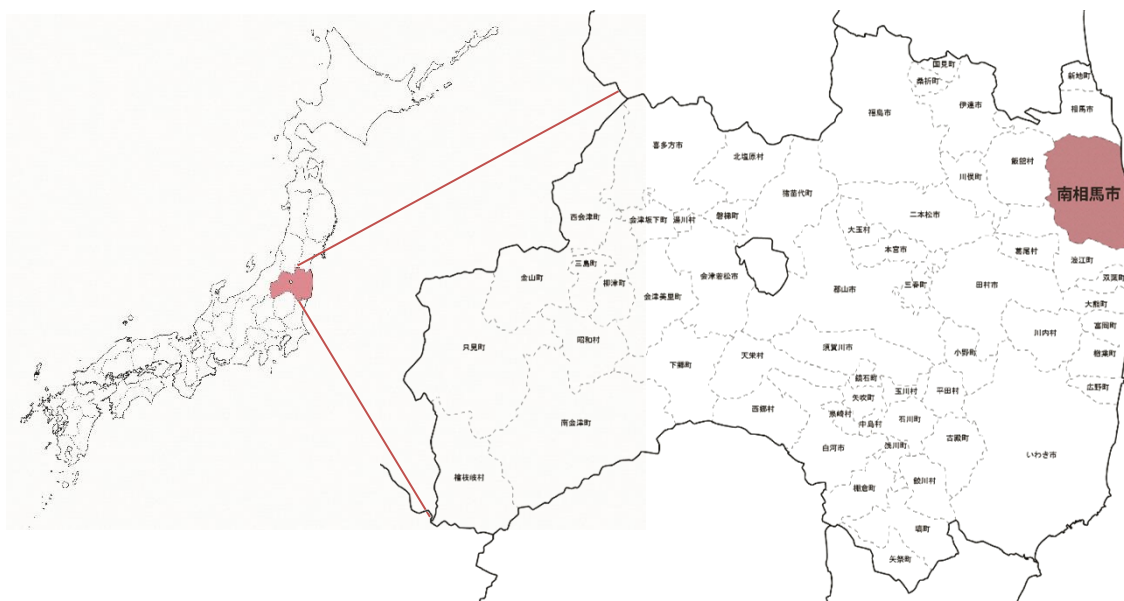 国見町
桑折町
新地町
伊達市
相馬市
福島市
喜多方市
北塩原村
飯舘村
川俣町
猪苗代町
南相馬市
西会津町
会津坂下町
湯川村
磐梯町
二本松市
大玉村
本宮市
葛尾村
浪江町
三島町
金山町
柳津町
会津若松市
会津美里町
郡山市
三春町
田村市
双葉町
大熊町
富岡町
川内村
只見町
昭和村
下郷町
天栄村
須賀川市
小野町
楢葉町
広野町
鏡石町
矢吹町
玉川村
平田村
西郷村
泉崎村
中島村
石川町
南会津町
白河市
浅川町
古殿町
いわき市
檜枝岐村
棚倉町
鮫川村
塙町
矢祭町